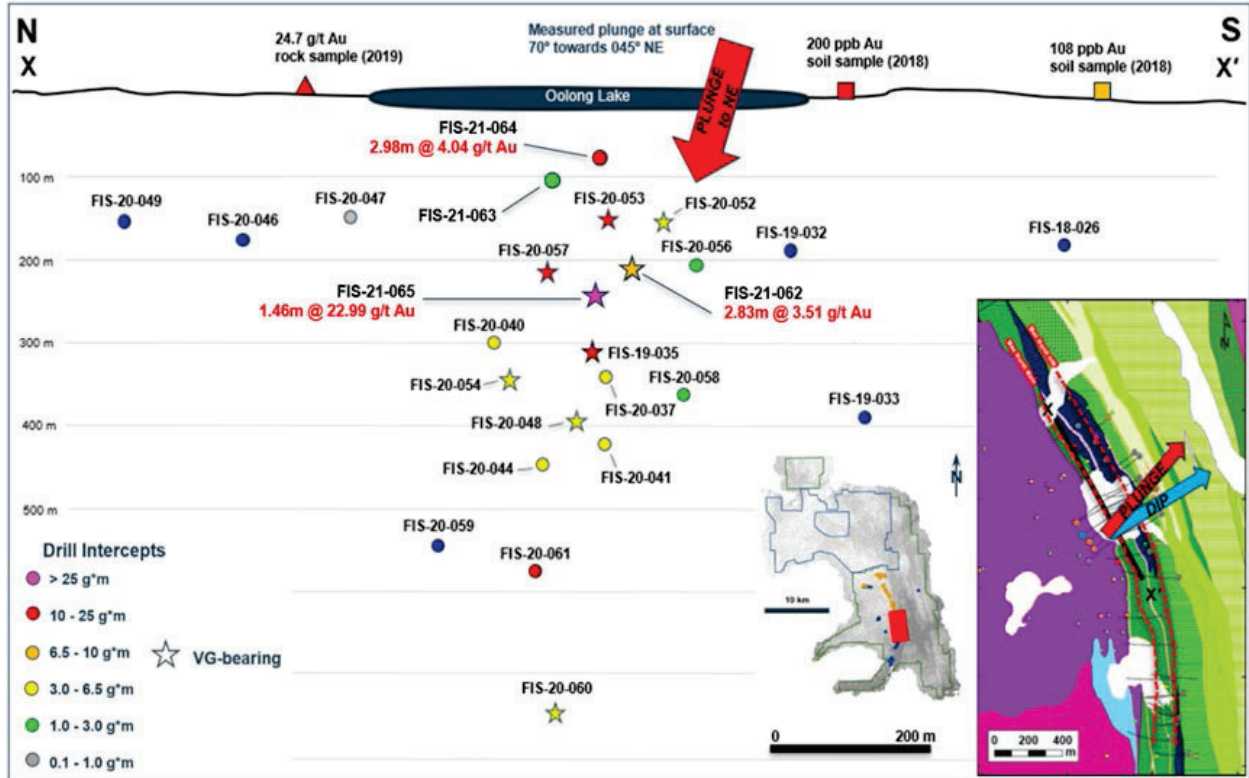 N
X
24.7 g/t Au
rock sample (2019)
Measured plunge at surface
70° towards 045° NE
200 ppb Au
soil sample (2018)
108 ppb Au
soil sample (2018)
S
X'
Oolong Lake
PLUNGE
to NE
FIS-21-064
2.98m @ 4.04 g/t Au
100 m
FIS-20-049
FIS-20-046
FIS-20-047
FIS-21-063
FIS-20-053
FIS-20-052
FIS-19-032
FIS-18-026
FIS-20-057
FIS-20-056
200 m
FIS-21-065
1.46m @ 22.99 g/t Au
FIS-21-062
2.83m @ 3.51 g/t Au
300 m
FIS-20-040
FIS-19-035
FIS-20-054
FIS-20-058
FIS-20-037
FIS-19-033
400 m
FIS-20-048
FIS-20-044
FIS-20-041
500 m
FIS-20-059
FIS-20-061
FIS-20-060
Drill Intercepts
> 25 g*m
10 - 25 g*m
6.5 - 10 g*m
VG-bearing
3.0 - 6.5 g*m
1.0 - 3.0 g*m
0.1 - 1.0 g*m
N
10 km
0 200 m
N
X
PLUNGE
DIP
X'
0 200 400
m